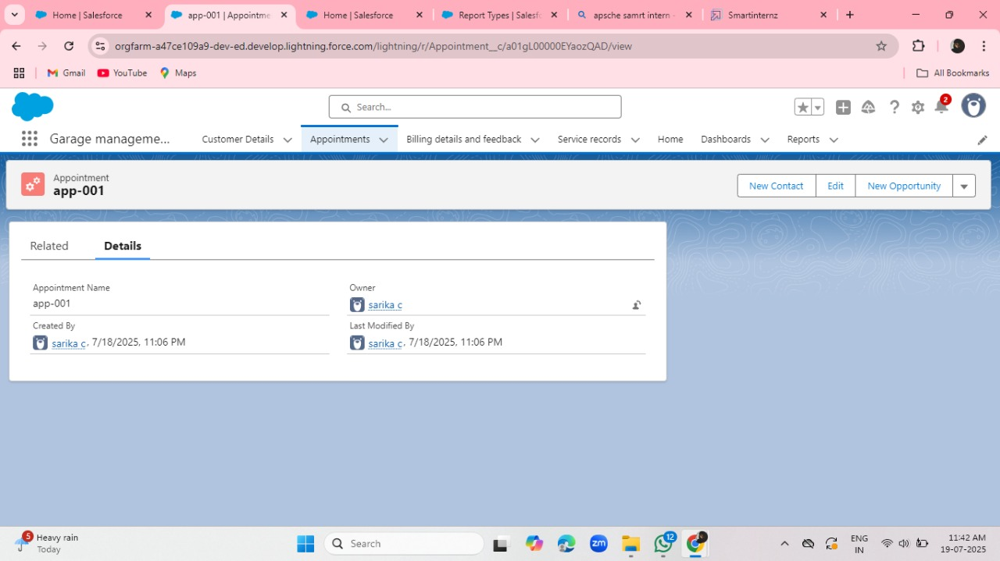 Home | Salesforce
app-001 | Appointme
Home | Salesforce
Report Types | Salesf
apsche samrt intern -
Smartinternz
orgfarm-a47ce109a9-dev-ed.develop.lightning.force.com/lightning/r/Appointment__c/a01gL00000EYaozQAD/view
Gmail
YouTube
Maps
All Bookmarks
Search...
2
Garage manageme...
Customer Details
Appointments
Billing details and feedback
Service records
Home
Dashboards
Reports
Appointment
app-001
New Contact
Edit
New Opportunity
Related
Details
Appointment Name
app-001
Owner
sarika c
Created By
sarika c, 7/18/2025, 11:06 PM
Last Modified By
sarika c, 7/18/2025, 11:06 PM
5
Heavy rain
Today
Search
zm
12
ENG
IN
11:42 AM
19-07-2025